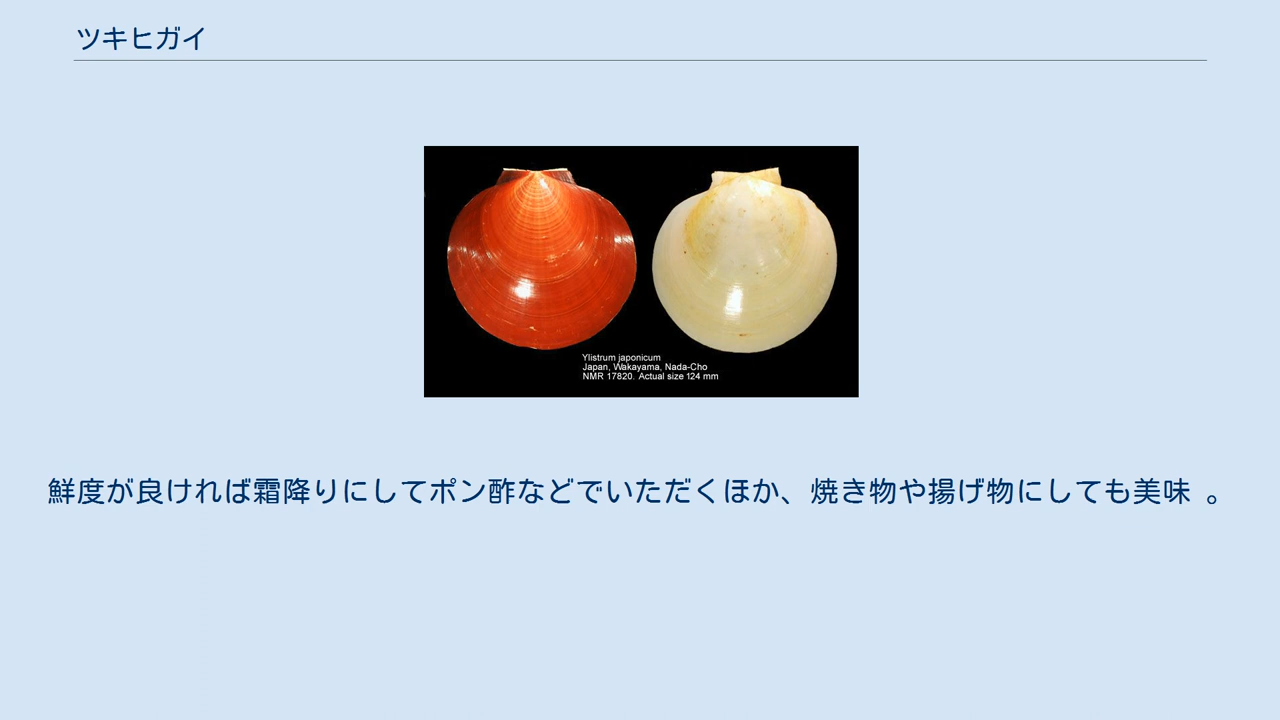 ツキヒガイ
Ylistrum japonicum
Japan, Wakayama, Nada-Cho
NMR 17820. Actual size 124 mm
鮮度が良ければ霜降りにしてポン酢などでいただくほか、焼き物や揚げ物にしても美味 。